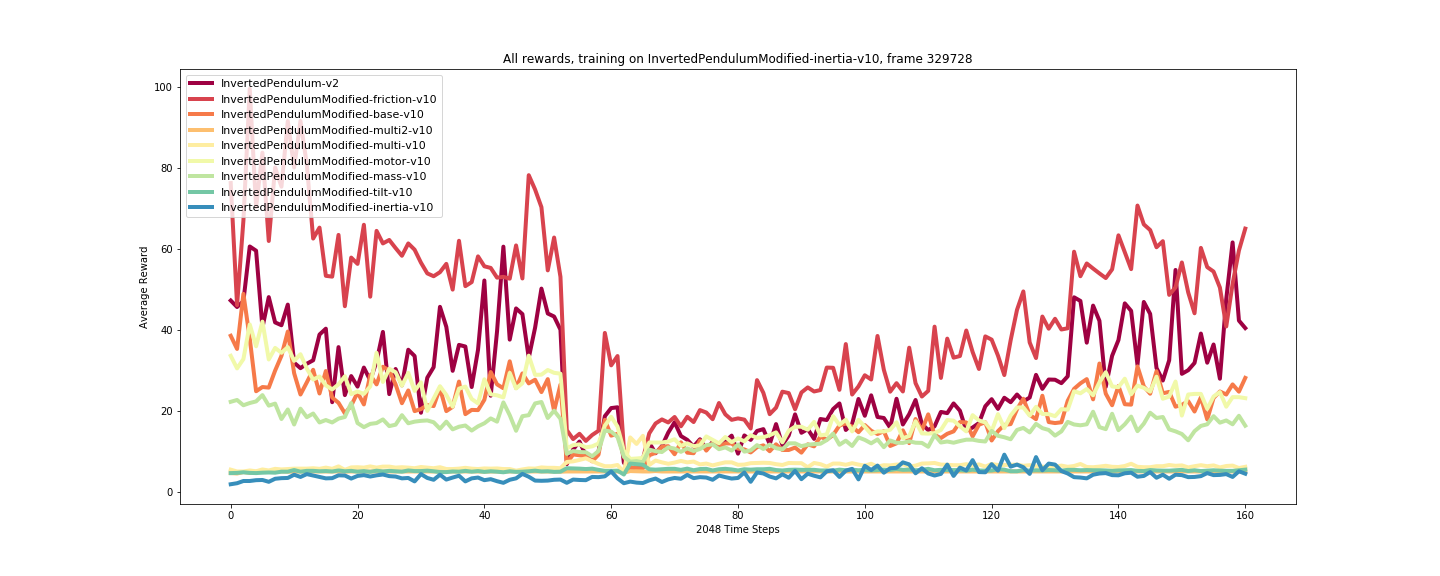 All rewards, training on InvertedPendulumModified-inertia-v10, frame 329728
InvertedPendulum-v2
InvertedPendulumModified-friction-v10
InvertedPendulumModified-base-v10
InvertedPendulumModified-multi2-v10
InvertedPendulumModified-multi-v10
InvertedPendulumModified-motor-v10
InvertedPendulumModified-mass-v10
InvertedPendulumModified-tilt-v10
InvertedPendulumModified-inertia-v10
100
80
60
40
20
0
Average Reward
0 20 40 60 80 100 120 140 160
2048 Time Steps